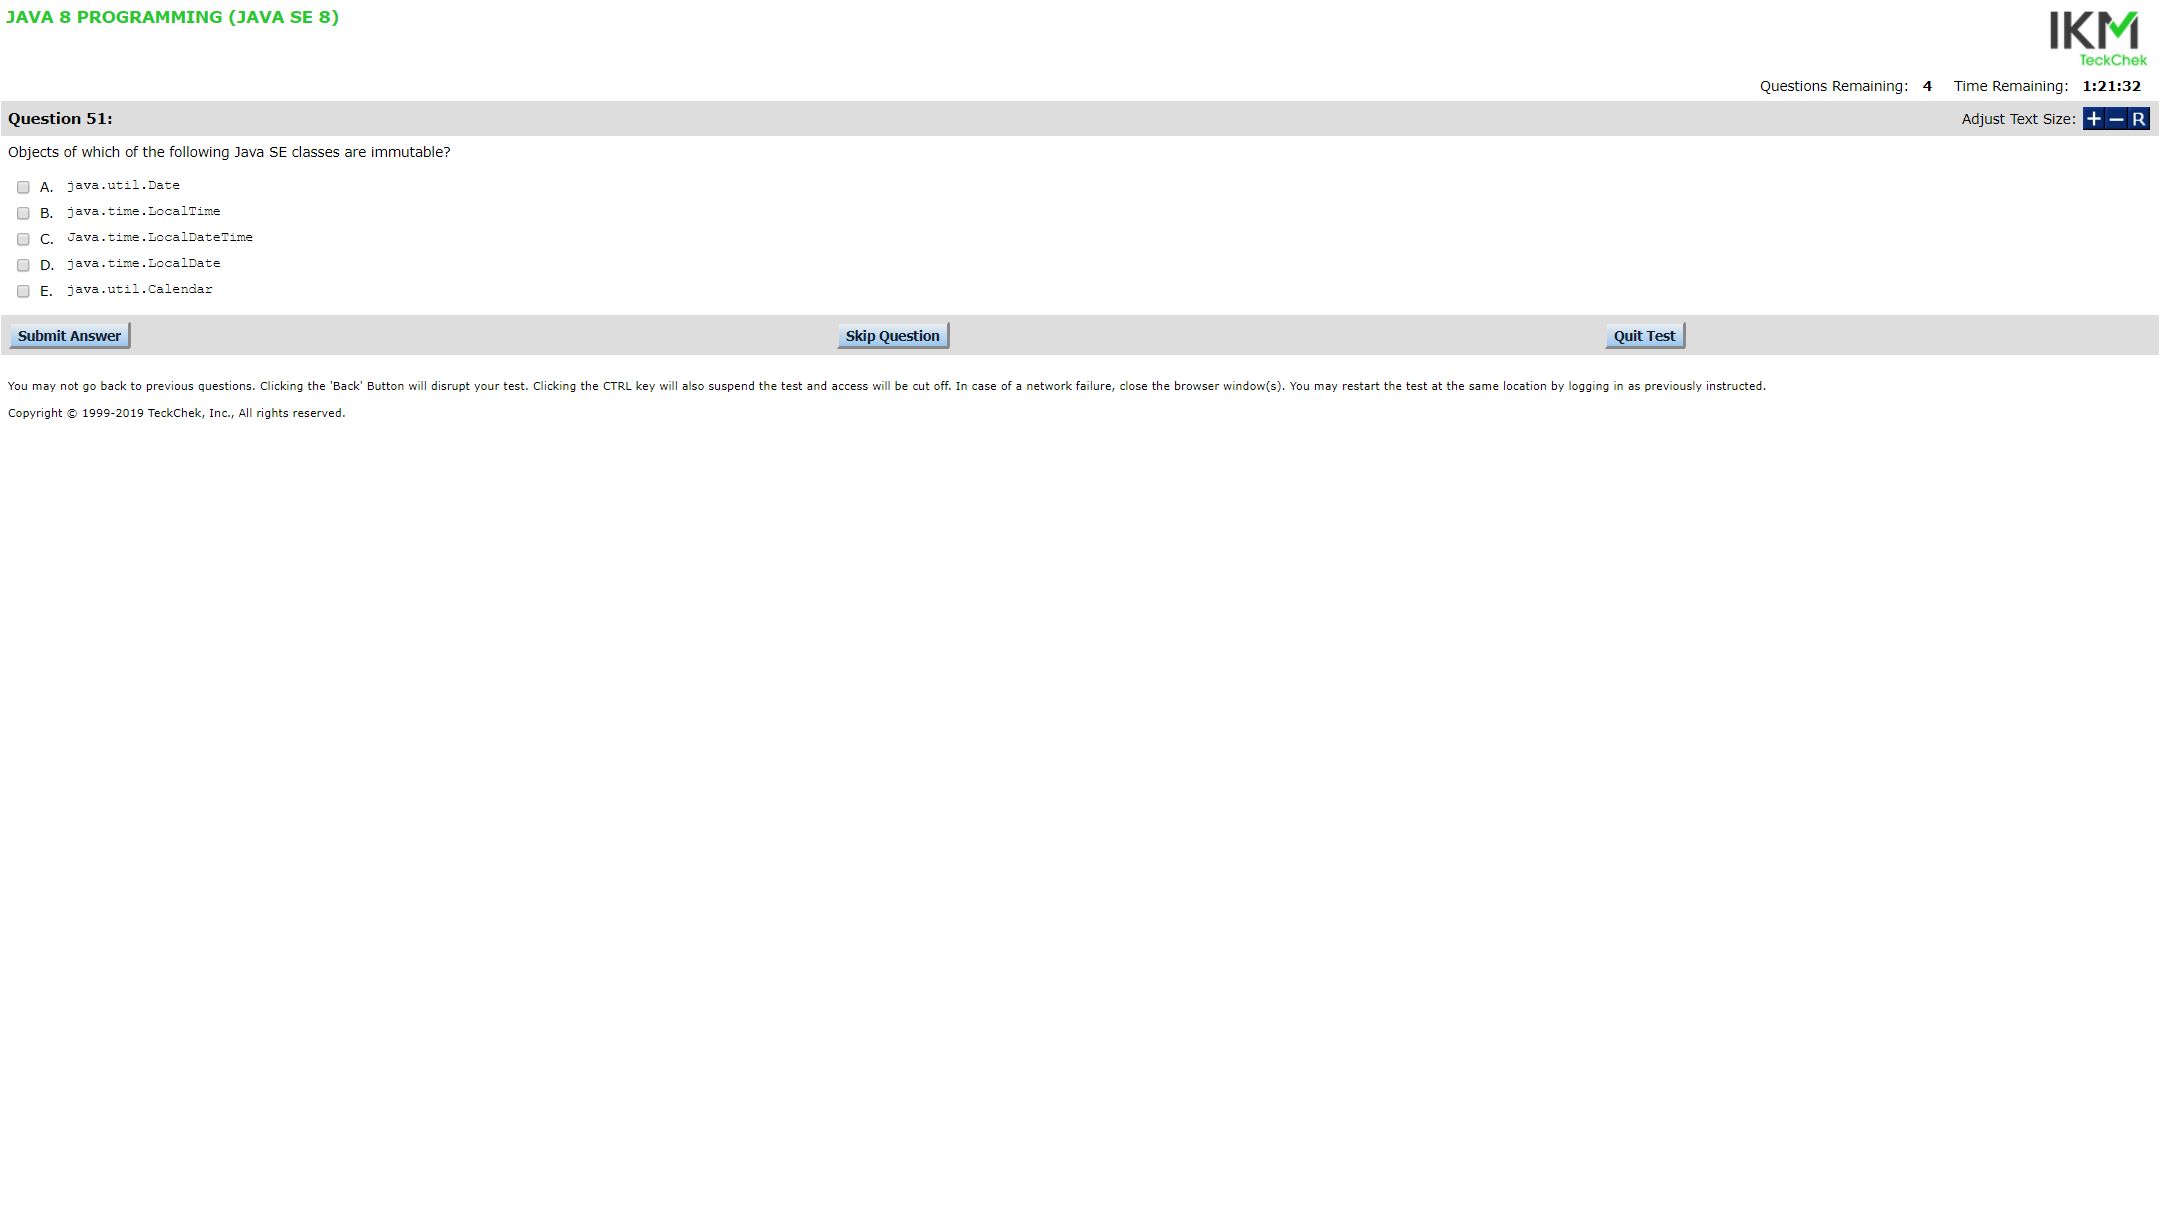 JAVA 8 PROGRAMMING (JAVA SE 8)
IKM
TeckChek
Questions Remaining: 4 Time Remaining: 1:21:32
Question 51: Adjust Text Size: + − R
Objects of which of the following Java SE classes are immutable?
A. java.util.Date
B. java.time.LocalTime
C. Java.time.LocalDateTime
D. java.time.LocalDate
E. java.util.Calendar
Submit Answer Skip Question Quit Test
You may not go back to previous questions. Clicking the 'Back' Button will disrupt your test. Clicking the CTRL key will also suspend the test and access will be cut off. In case of a network failure, close the browser window(s). You may restart the test at the same location by logging in as previously instructed.
Copyright © 1999-2019 TeckChek, Inc., All rights reserved.